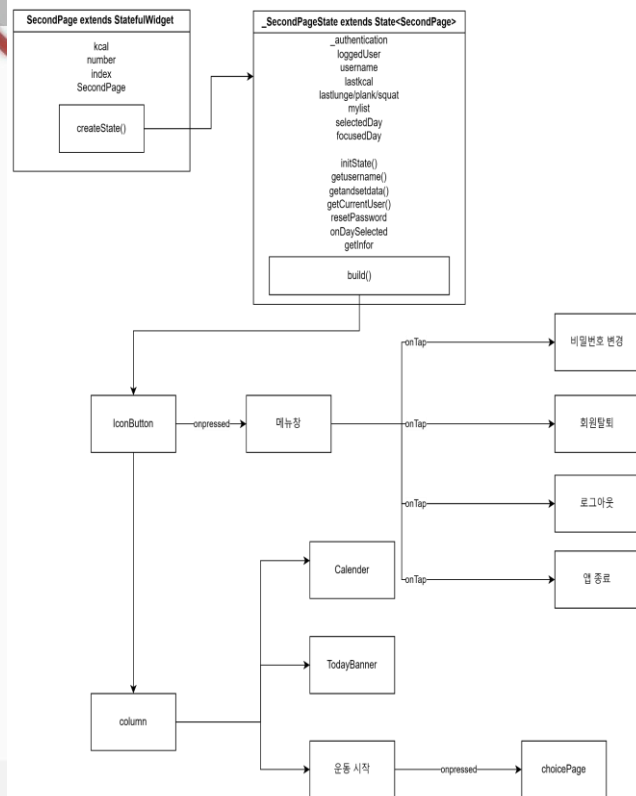 SecondPage extends StatefulWidget
kcal
number
index
SecondPage
createState()
_SecondPageState extends State<SecondPage>
_authentication
loggedUser
username
lastkcal
lastlunge/plank/squat
mylist
selectedDay
focusedDay
initState()
getusername()
getandsetdata()
getCurrentUser()
resetPassword
onDaySelected
getInfor
build()
IconButton
onpressed
메뉴창
onTap
비밀번호 변경
onTap
회원탈퇴
onTap
로그아웃
onTap
앱 종료
column
Calender
TodayBanner
운동 시작
onpressed
choicePage